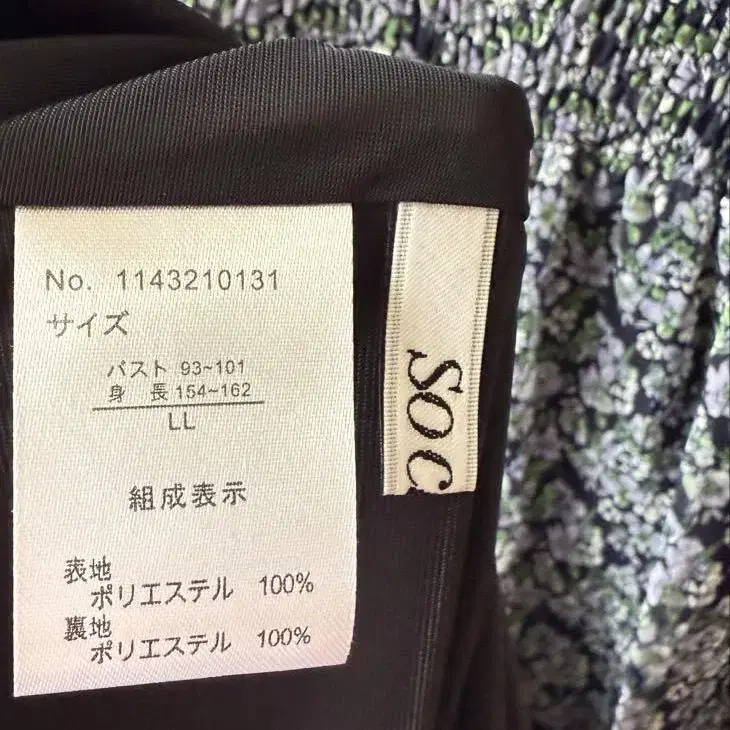 No. 1143210131
サイズ
バスト 93~101
身 長 154~162
LL
組成表示
表地
ポリエステル 100%
裏地
ポリエステル 100%
SOC